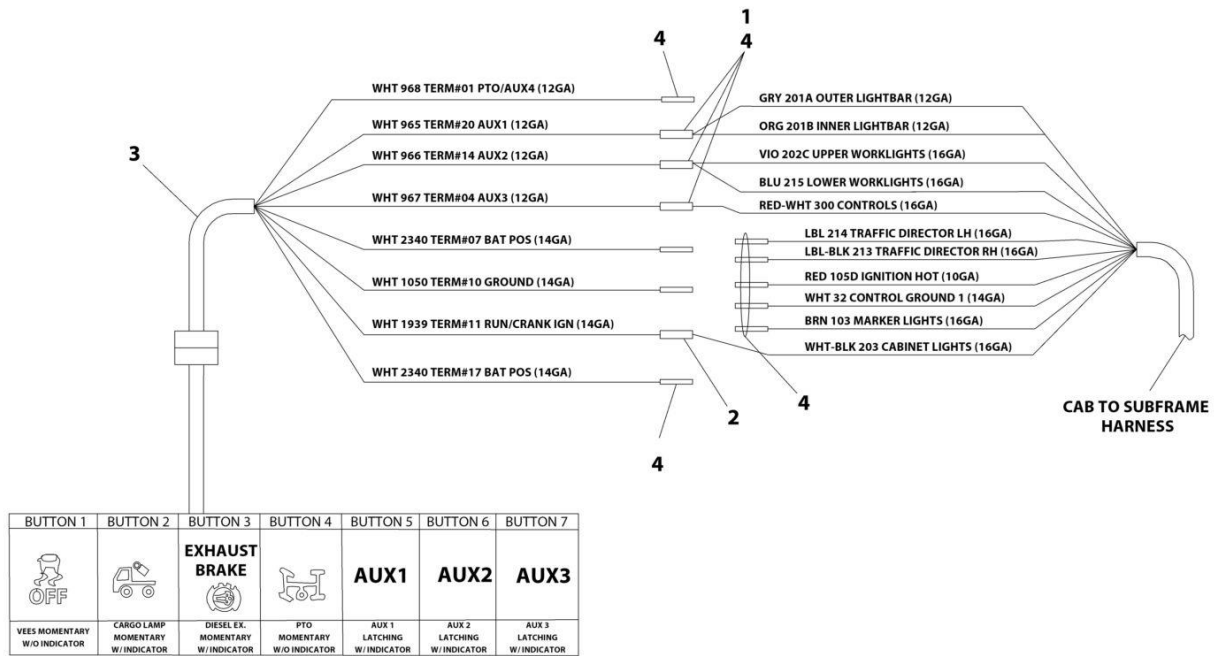 1
4
4
WHT 968 TERM#01 PTO/AUX4 (12GA)
GRY 201A OUTER LIGHTBAR (12GA)
WHT 965 TERM#20 AUX1 (12GA)
ORG 201B INNER LIGHTBAR (12GA)
3
WHT 966 TERM#14 AUX2 (12GA)
VIO 202C UPPER WORKLIGHTS (16GA)
BLU 215 LOWER WORKLIGHTS (16GA)
WHT 967 TERM#04 AUX3 (12GA)
RED-WHT 300 CONTROLS (16GA)
LBL 214 TRAFFIC DIRECTOR LH (16GA)
WHT 2340 TERM#07 BAT POS (14GA)
LBL-BLK 213 TRAFFIC DIRECTOR RH (16GA)
RED 105D IGNITION HOT (10GA)
WHT 1050 TERM#10 GROUND (14GA)
WHT 32 CONTROL GROUND 1 (14GA)
WHT 1939 TERM#11 RUN/CRANK IGN (14GA)
BRN 103 MARKER LIGHTS (16GA)
WHT-BLK 203 CABINET LIGHTS (16GA)
WHT 2340 TERM#17 BAT POS (14GA)
2
4
4
CAB TO SUBFRAME
HARNESS
BUTTON 1 BUTTON 2 BUTTON 3 BUTTON 4 BUTTON 5 BUTTON 6 BUTTON 7
OFF
EXHAUST
BRAKE
AUX1 AUX2 AUX3
VEES MOMENTARY
W/O INDICATOR
CARGO LAMP
MOMENTARY
W/ INDICATOR
DIESEL EX.
MOMENTARY
W/ INDICATOR
PTO
MOMENTARY
W/O INDICATOR
AUX 1
LATCHING
W/ INDICATOR
AUX 2
LATCHING
W/ INDICATOR
AUX 3
LATCHING
W/ INDICATOR